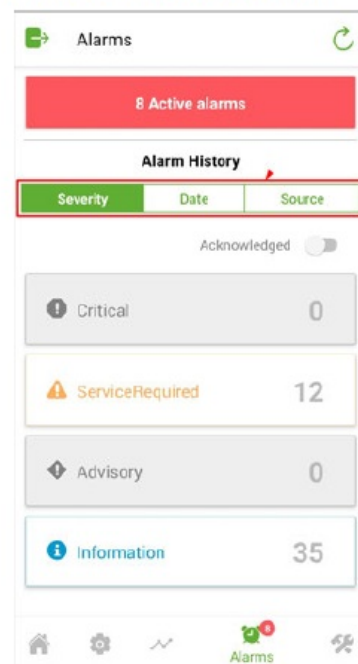 Alarms
8 Active alarms
Alarm History
Severity Date Source
Acknowledged
Critical 0
ServiceRequired 12
Advisory 0
Information 35
8
Alarms